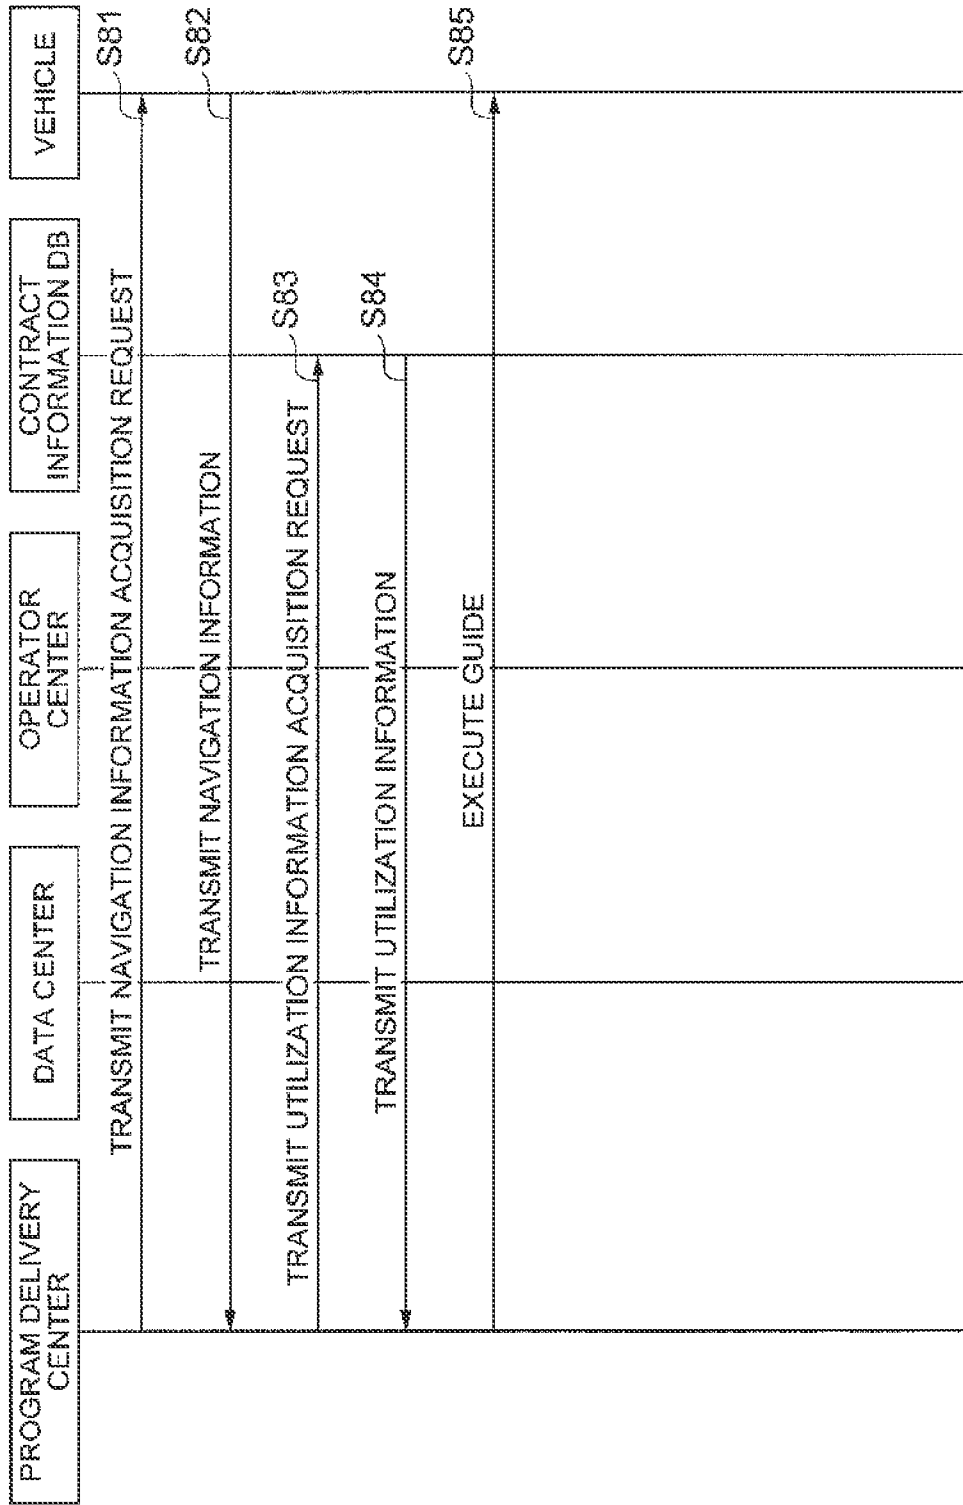 PROGRAM DELIVERY
CENTER
DATA CENTER
OPERATOR
CENTER
CONTRACT
INFORMATION DB
VEHICLE
TRANSMIT NAVIGATION INFORMATION ACQUISITION REQUEST
S81
TRANSMIT NAVIGATION INFORMATION
S82
TRANSMIT UTILIZATION INFORMATION ACQUISITION REQUEST
S83
TRANSMIT UTILIZATION INFORMATION
S84
EXECUTE GUIDE
S85